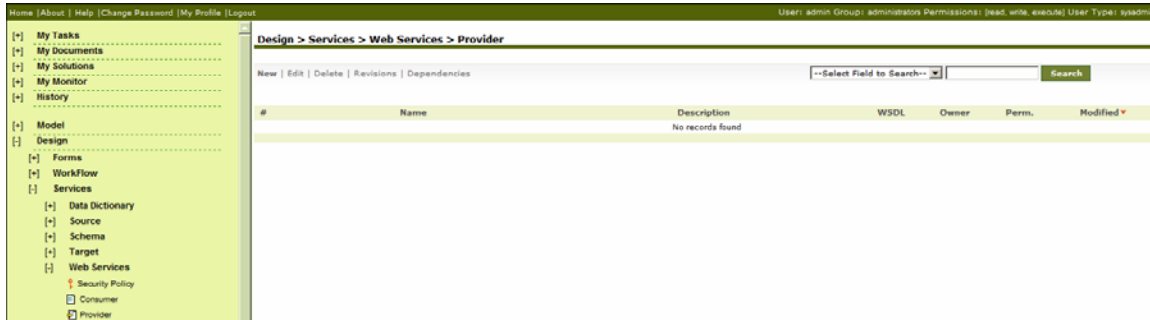 Home |About | Help |Change Password |My Profile |Logout
User: admin Group: administrators Permissions: [read, write, execute] User Type: sysadmi
[+] My Tasks
[+] My Documents
[+] My Solutions
[+] My Monitor
[+] History
[+] Model
[-] Design
[+] Forms
[+] WorkFlow
[-] Services
[+] Data Dictionary
[+] Source
[+] Schema
[+] Target
[-] Web Services
Security Policy
Consumer
Provider
Design > Services > Web Services > Provider
New | Edit | Delete | Revisions | Dependencies
--Select Field to Search-- Search
# Name Description WSDL Owner Perm. Modified
No records found